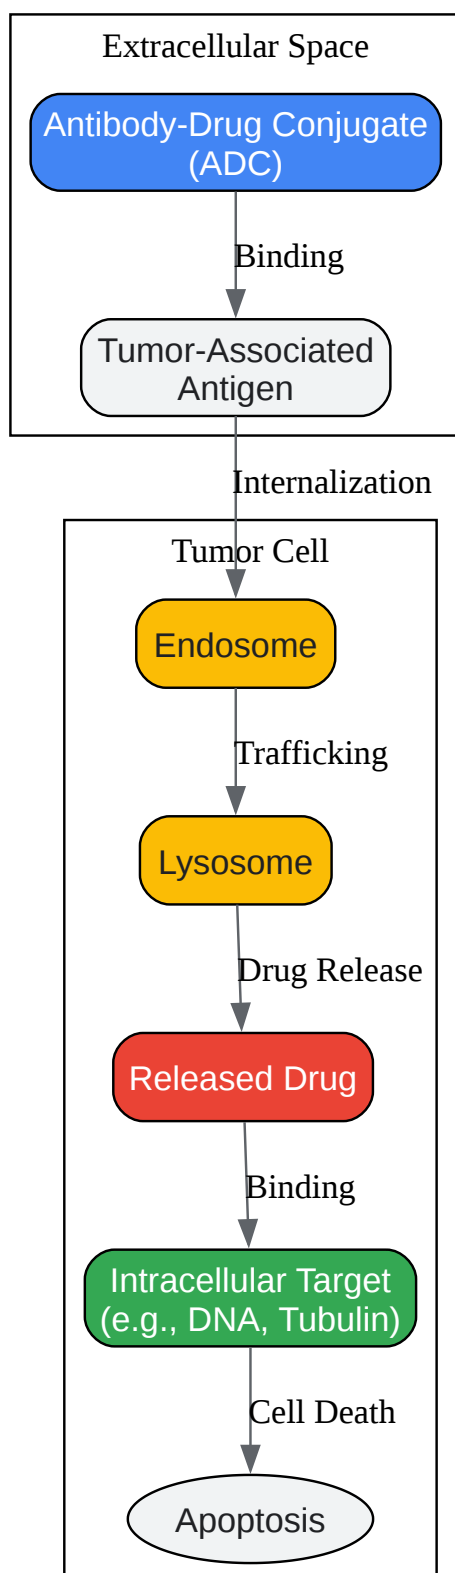 Extracellular Space
Antibody-Drug Conjugate
(ADC)
Binding
Tumor-Associated
Antigen
Internalization
Tumor Cell
Endosome
Trafficking
Lysosome
Drug Release
Released Drug
Binding
Intracellular Target
(e.g., DNA, Tubulin)
Cell Death
Apoptosis